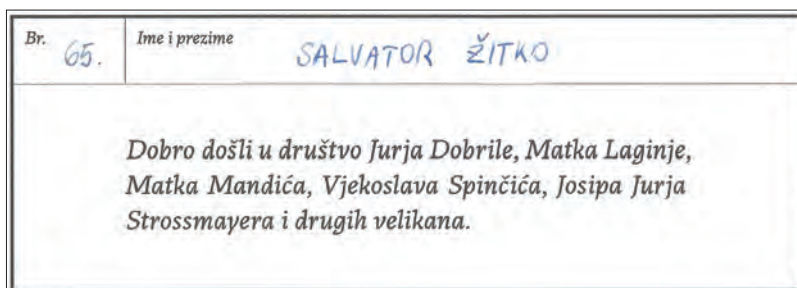 Br. 65. Ime i prezime SALVATOR ŽITKO
Dobro došli u društvo Jurja Dobrile, Matka Laginje,
Matka Mandića, Vjekoslava Spinčića, Josipa Jurja
Strossmayera i drugih velikana.